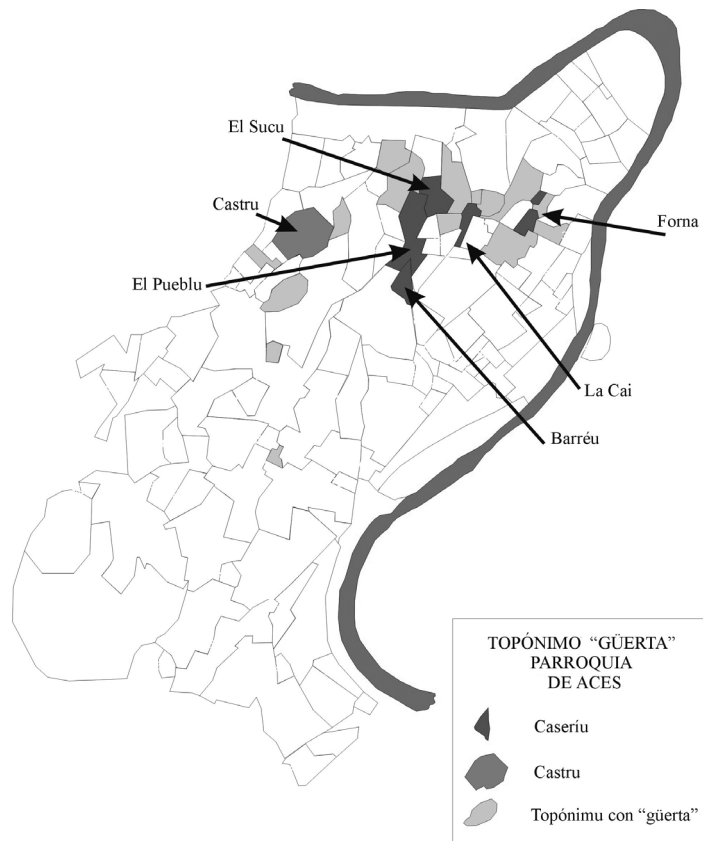 El Sucu
Castru
Forna
El Pueblu
La Cai
Barréu
TOPÓNIMO “GÜERTA”
PARROQUIA
DE ACES
Caseríu
Castru
Topónimu con “güerta”